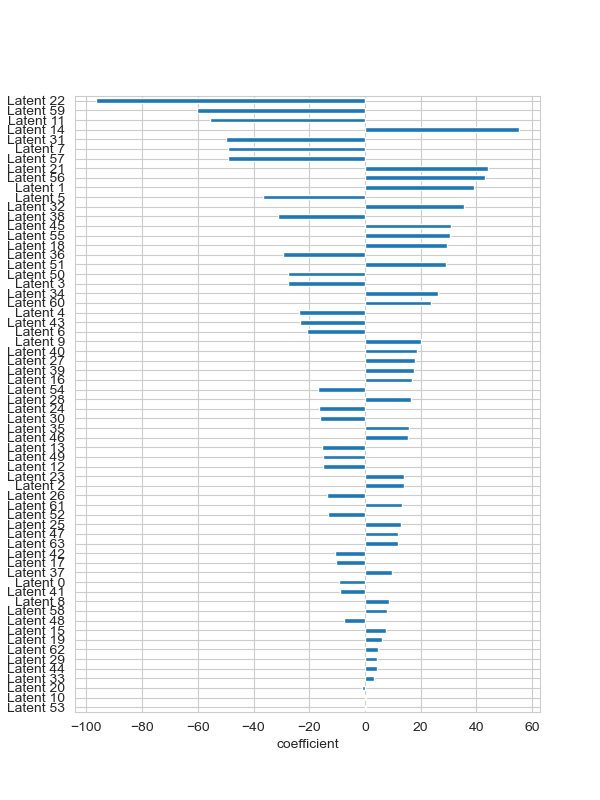 Latent 22
Latent 59
Latent 11
Latent 14
Latent 31
Latent 7
Latent 57
Latent 21
Latent 56
Latent 1
Latent 5
Latent 32
Latent 38
Latent 45
Latent 55
Latent 18
Latent 36
Latent 51
Latent 50
Latent 3
Latent 34
Latent 60
Latent 4
Latent 43
Latent 6
Latent 9
Latent 40
Latent 27
Latent 39
Latent 16
Latent 54
Latent 28
Latent 24
Latent 30
Latent 35
Latent 46
Latent 13
Latent 49
Latent 12
Latent 23
Latent 2
Latent 26
Latent 61
Latent 52
Latent 25
Latent 47
Latent 63
Latent 42
Latent 17
Latent 37
Latent 0
Latent 41
Latent 8
Latent 58
Latent 48
Latent 15
Latent 19
Latent 62
Latent 29
Latent 44
Latent 33
Latent 20
Latent 10
Latent 53
−100 −80 −60 −40 −20 0 20 40 60
coefficient